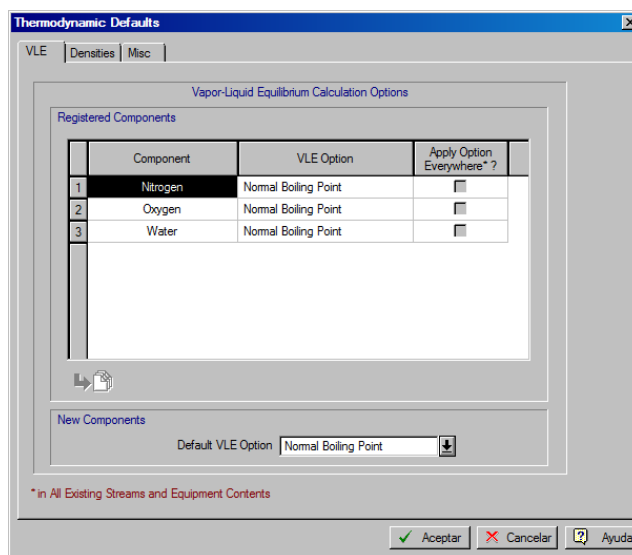 Thermodynamic Defaults
VLE Densities Misc
Vapor-Liquid Equilibrium Calculation Options
Registered Components
Component VLE Option Apply Option Everywhere* ?
1 Nitrogen Normal Boiling Point
2 Oxygen Normal Boiling Point
3 Water Normal Boiling Point
New Components
Default VLE Option Normal Boiling Point
* in All Existing Streams and Equipment Contents
Aceptar Cancelar Ayuda